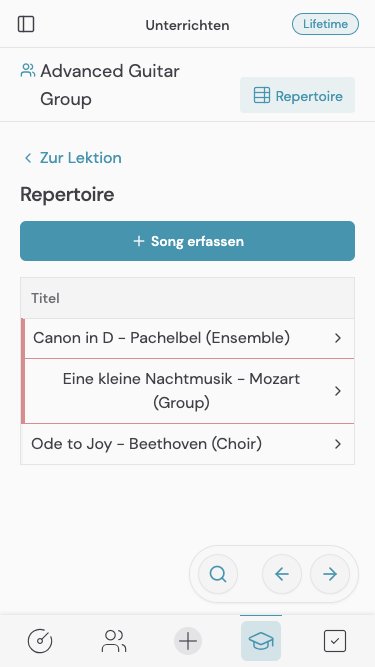 Unterrichten
Lifetime
Advanced Guitar
Group
Repertoire
Zur Lektion
Repertoire
Song erfassen
Titel
Canon in D - Pachelbel (Ensemble)
Eine kleine Nachtmusik - Mozart
(Group)
Ode to Joy - Beethoven (Choir)